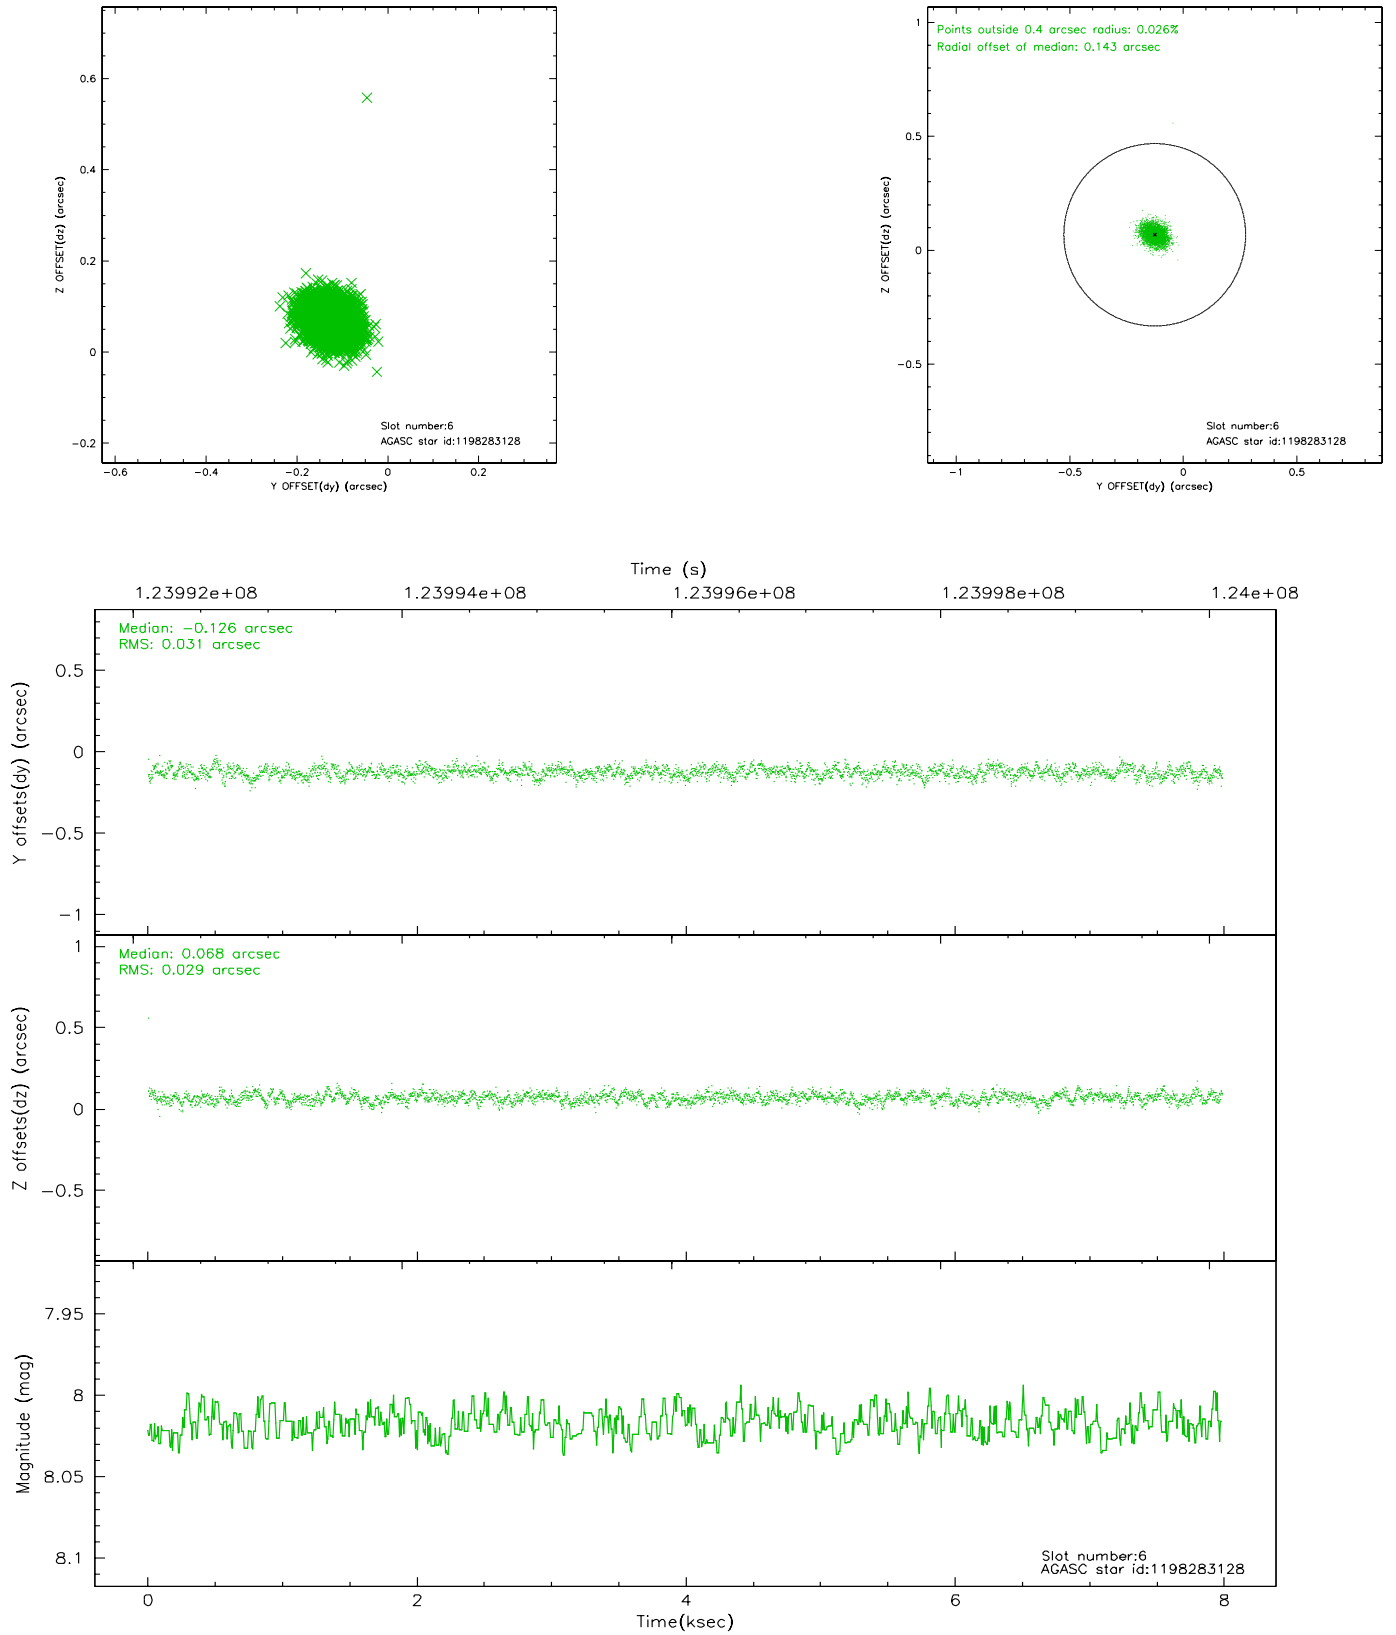 0.6
0.4
0.2
0
−0.2
Z OFFSET(dz) (arcsec)
Slot number:6
AGASC star id:1198283128
−0.6 −0.4 −0.2 0 0.2
Y OFFSET(dy) (arcsec)
Points outside 0.4 arcsec radius: 0.026%
Radial offset of median: 0.143 arcsec
1
0.5
0
−0.5
Z OFFSET(dz) (arcsec)
Slot number:6
AGASC star id:1198283128
−1 −0.5 0 0.5
Y OFFSET(dy) (arcsec)
Time (s)
1.23992e+08 1.23994e+08 1.23996e+08 1.23998e+08 1.24e+08
Median: −0.126 arcsec
RMS: 0.031 arcsec
0.5
0
−0.5
−1
Y offsets(dy) (arcsec)
Median: 0.068 arcsec
RMS: 0.029 arcsec
1
0.5
0
−0.5
Z offsets(dz) (arcsec)
7.95
8
8.05
8.1
Magnitude (mag)
Slot number:6
AGASC star id:1198283128
0 2 4 6 8
Time(ksec)